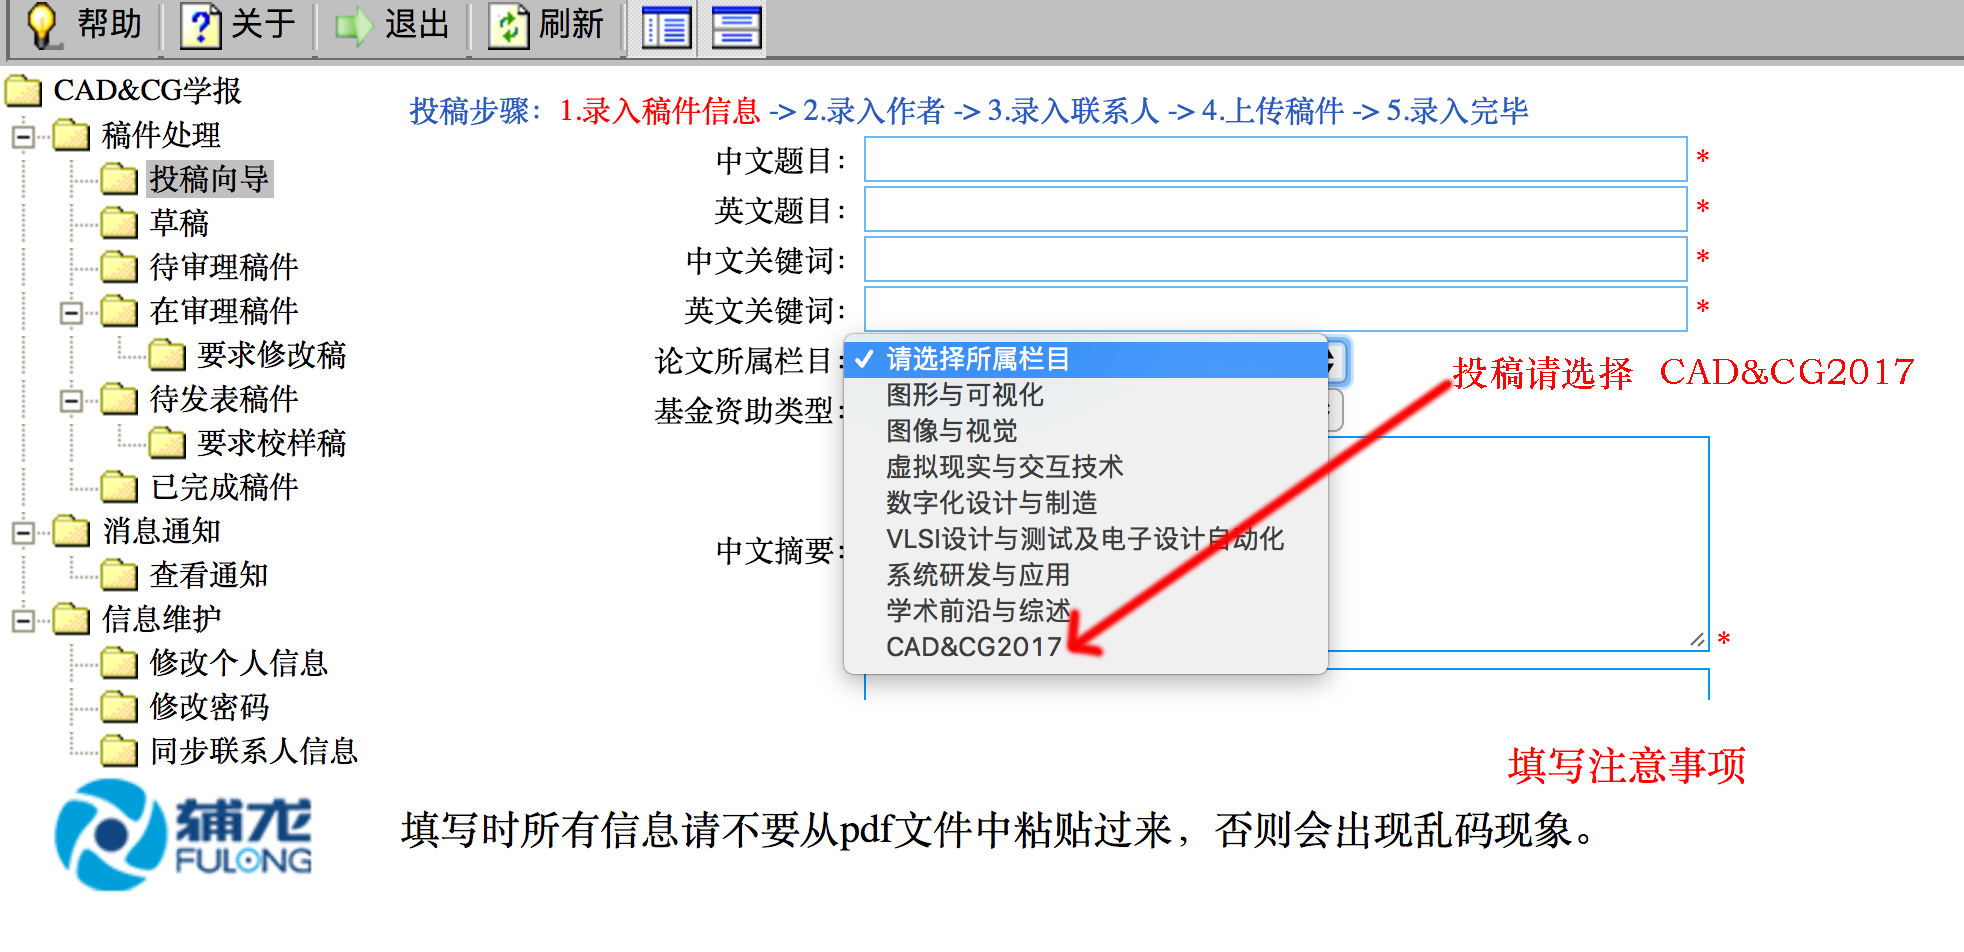 帮助 关于 退出 刷新
CAD&CG学报
稿件处理
投稿向导
草稿
待审理稿件
在审理稿件
要求修改稿
待发表稿件
要求校样稿
已完成稿件
消息通知
查看通知
信息维护
修改个人信息
修改密码
同步联系人信息
辅龙
FULONG
投稿步骤：1.录入稿件信息 -> 2.录入作者 -> 3.录入联系人 -> 4.上传稿件 -> 5.录入完毕
中文题目： *
英文题目： *
中文关键词： *
英文关键词： *
论文所属栏目：
✓ 请选择所属栏目
图形与可视化
图像与视觉
虚拟现实与交互技术
数字化设计与制造
VLSI设计与测试及电子设计自动化
系统研发与应用
学术前沿与综述
CAD&CG2017
投稿请选择 CAD&CG2017
基金资助类型：
中文摘要： *
填写注意事项
填写时所有信息请不要从pdf文件中粘贴过来，否则会出现乱码现象。